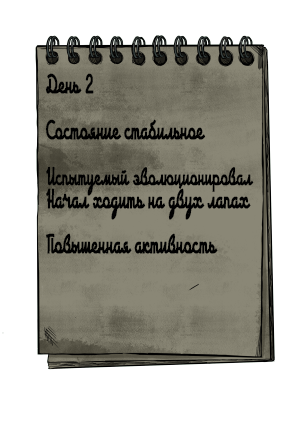 День 2
Состояние стабильное
Испытуемый эволюционировал
Начал ходить на двух лапах
Повышенная активность